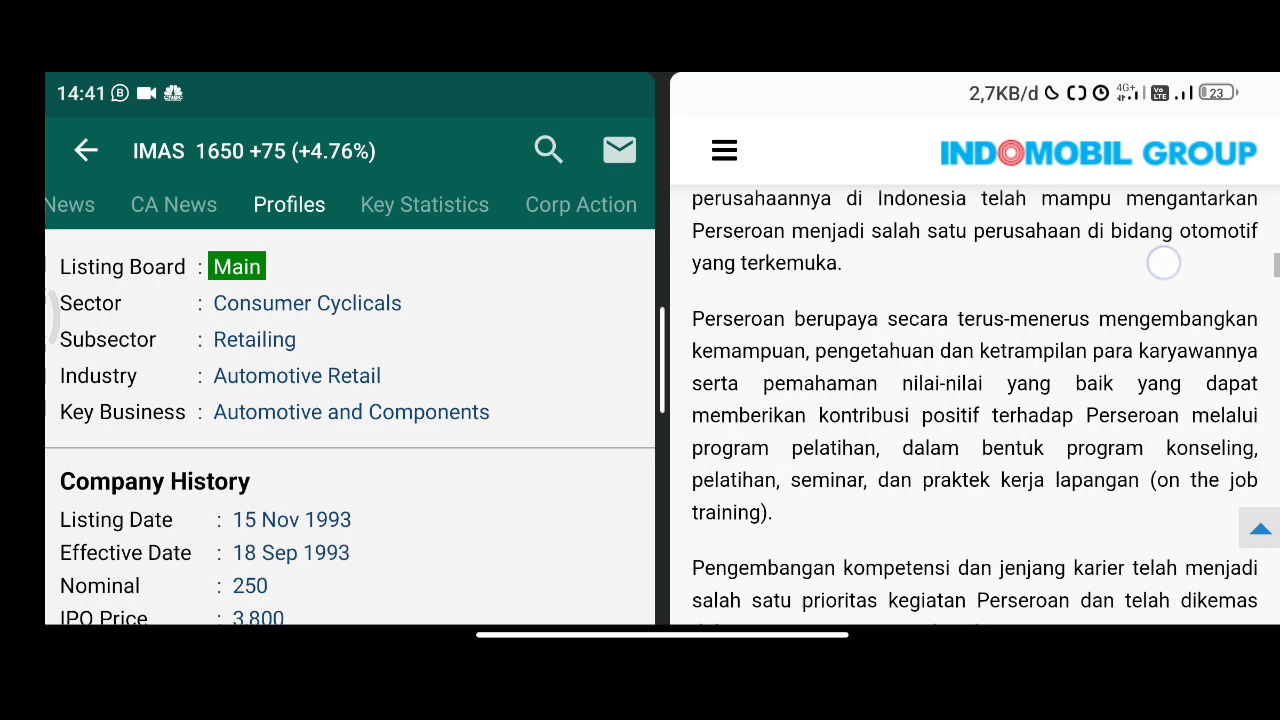 14:41
IMAS 1650 +75 (+4.76%)
News CA News Profiles Key Statistics Corp Action
Listing Board : Main
Sector : Consumer Cyclicals
Subsector : Retailing
Industry : Automotive Retail
Key Business : Automotive and Components
Company History
Listing Date : 15 Nov 1993
Effective Date : 18 Sep 1993
Nominal : 250
IPO Price : 3,800
2,7KB/d 4G+ Vo LTE 23
INDOMOBIL GROUP
perusahaannya di Indonesia telah mampu mengantarkan
Perseroan menjadi salah satu perusahaan di bidang otomotif
yang terkemuka.
Perseroan berupaya secara terus-menerus mengembangkan
kemampuan, pengetahuan dan ketrampilan para karyawannya
serta pemahaman nilai-nilai yang baik yang dapat
memberikan kontribusi positif terhadap Perseroan melalui
program pelatihan, dalam bentuk program konseling,
pelatihan, seminar, dan praktek kerja lapangan (on the job
training).
Pengembangan kompetensi dan jenjang karier telah menjadi
salah satu prioritas kegiatan Perseroan dan telah dikemas